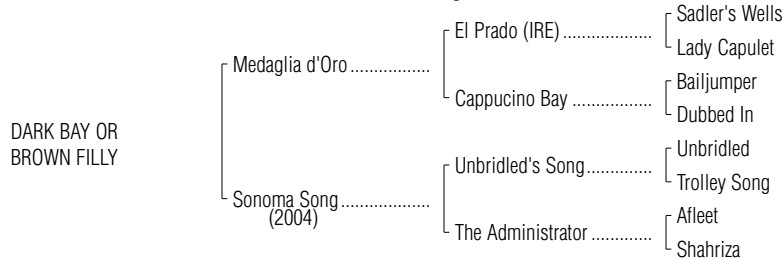 Sadler's Wells
El Prado (IRE) ....................
Lady Capulet
Medaglia d'Oro ..................
Bailjumper
Cappucino Bay ..................
Dubbed In
DARK BAY OR
BROWN FILLY
Unbridled
Unbridled's Song...............
Trolley Song
Sonoma Song ...................
(2004)
Afleet
The Administrator ..............
Shahriza